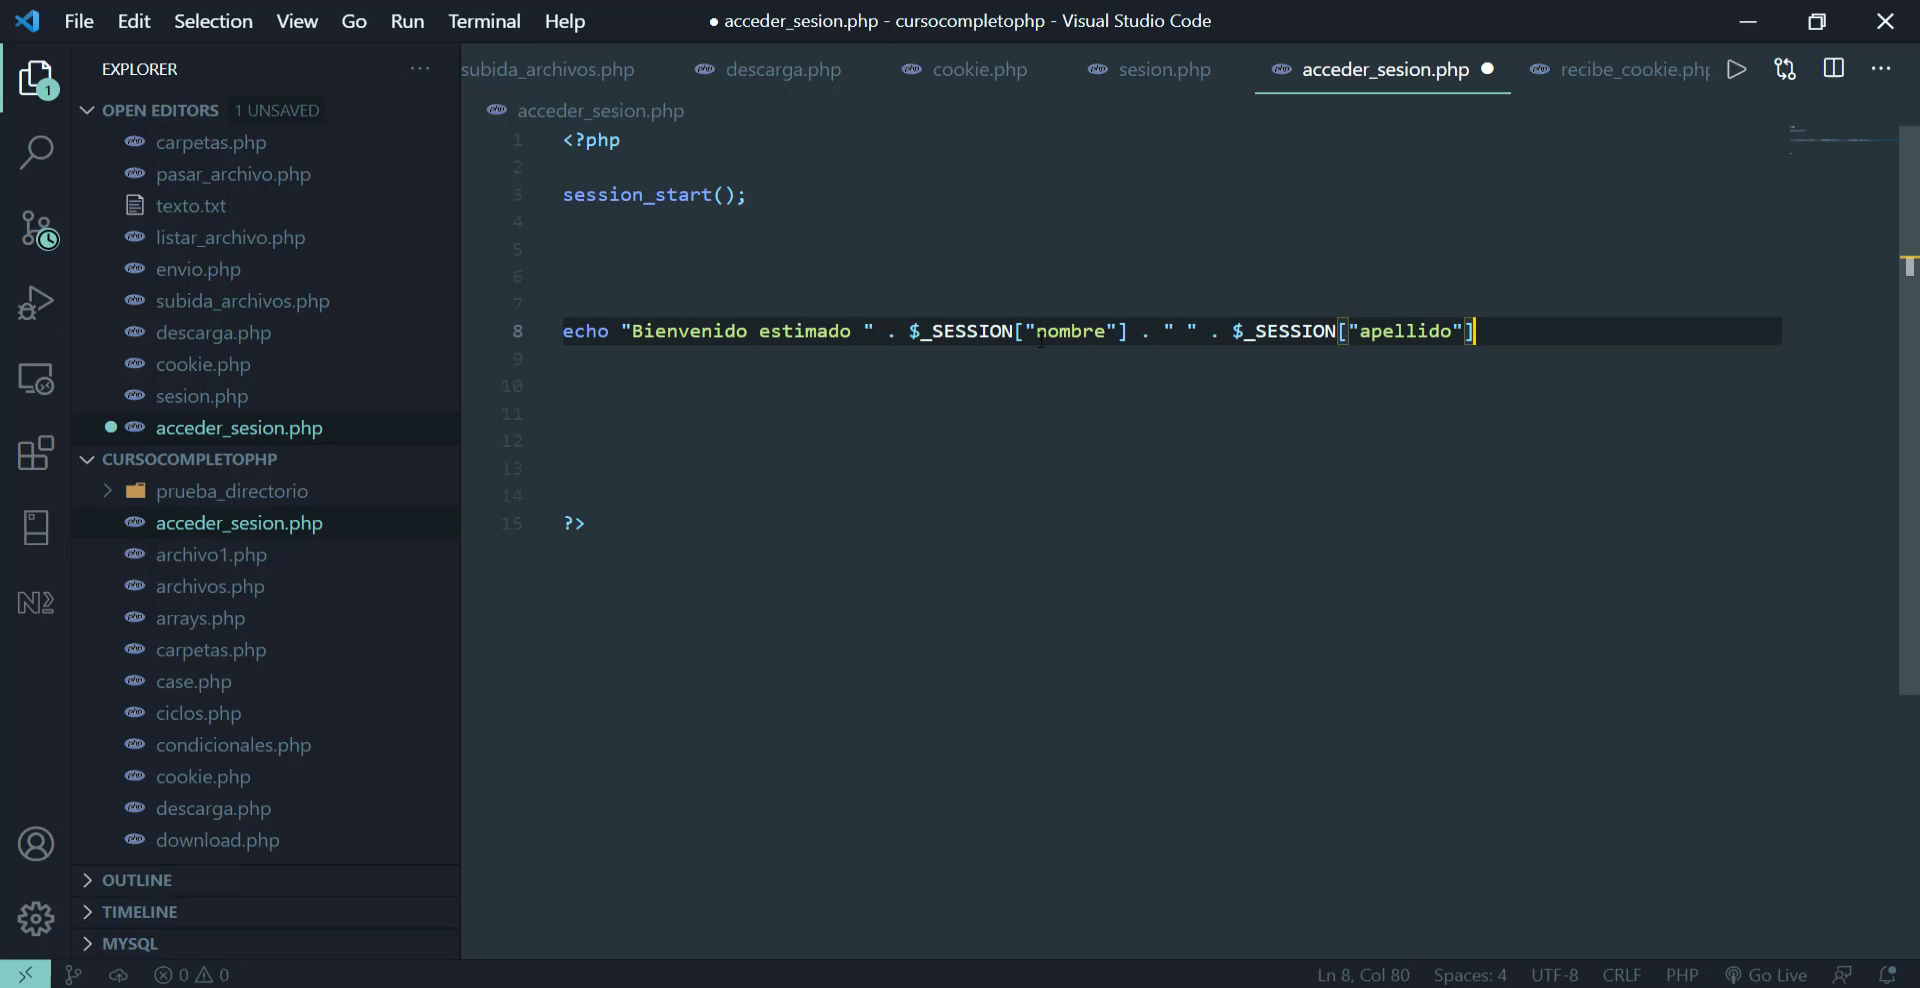 File Edit Selection View Go Run Terminal Help
● acceder_sesion.php - cursocompletophp - Visual Studio Code
EXPLORER
OPEN EDITORS 1 UNSAVED
carpetas.php
pasar_archivo.php
texto.txt
listar_archivo.php
envio.php
subida_archivos.php
descarga.php
cookie.php
sesion.php
acceder_sesion.php
CURSOCOMPLETOPHP
prueba_directorio
acceder_sesion.php
archivo1.php
archivos.php
arrays.php
carpetas.php
case.php
ciclos.php
condicionales.php
cookie.php
descarga.php
download.php
OUTLINE
TIMELINE
MYSQL
subida_archivos.php descarga.php cookie.php sesion.php acceder_sesion.php recibe_cookie.php
acceder_sesion.php
1 <?php
2
3 session_start();
4
5
6
7
8 echo "Bienvenido estimado " . $_SESSION["nombre"] . " " . $_SESSION["apellido"]
9
10
11
12
13
14
15 ?>
1
0 0
Ln 8, Col 80 Spaces: 4 UTF-8 CRLF PHP Go Live